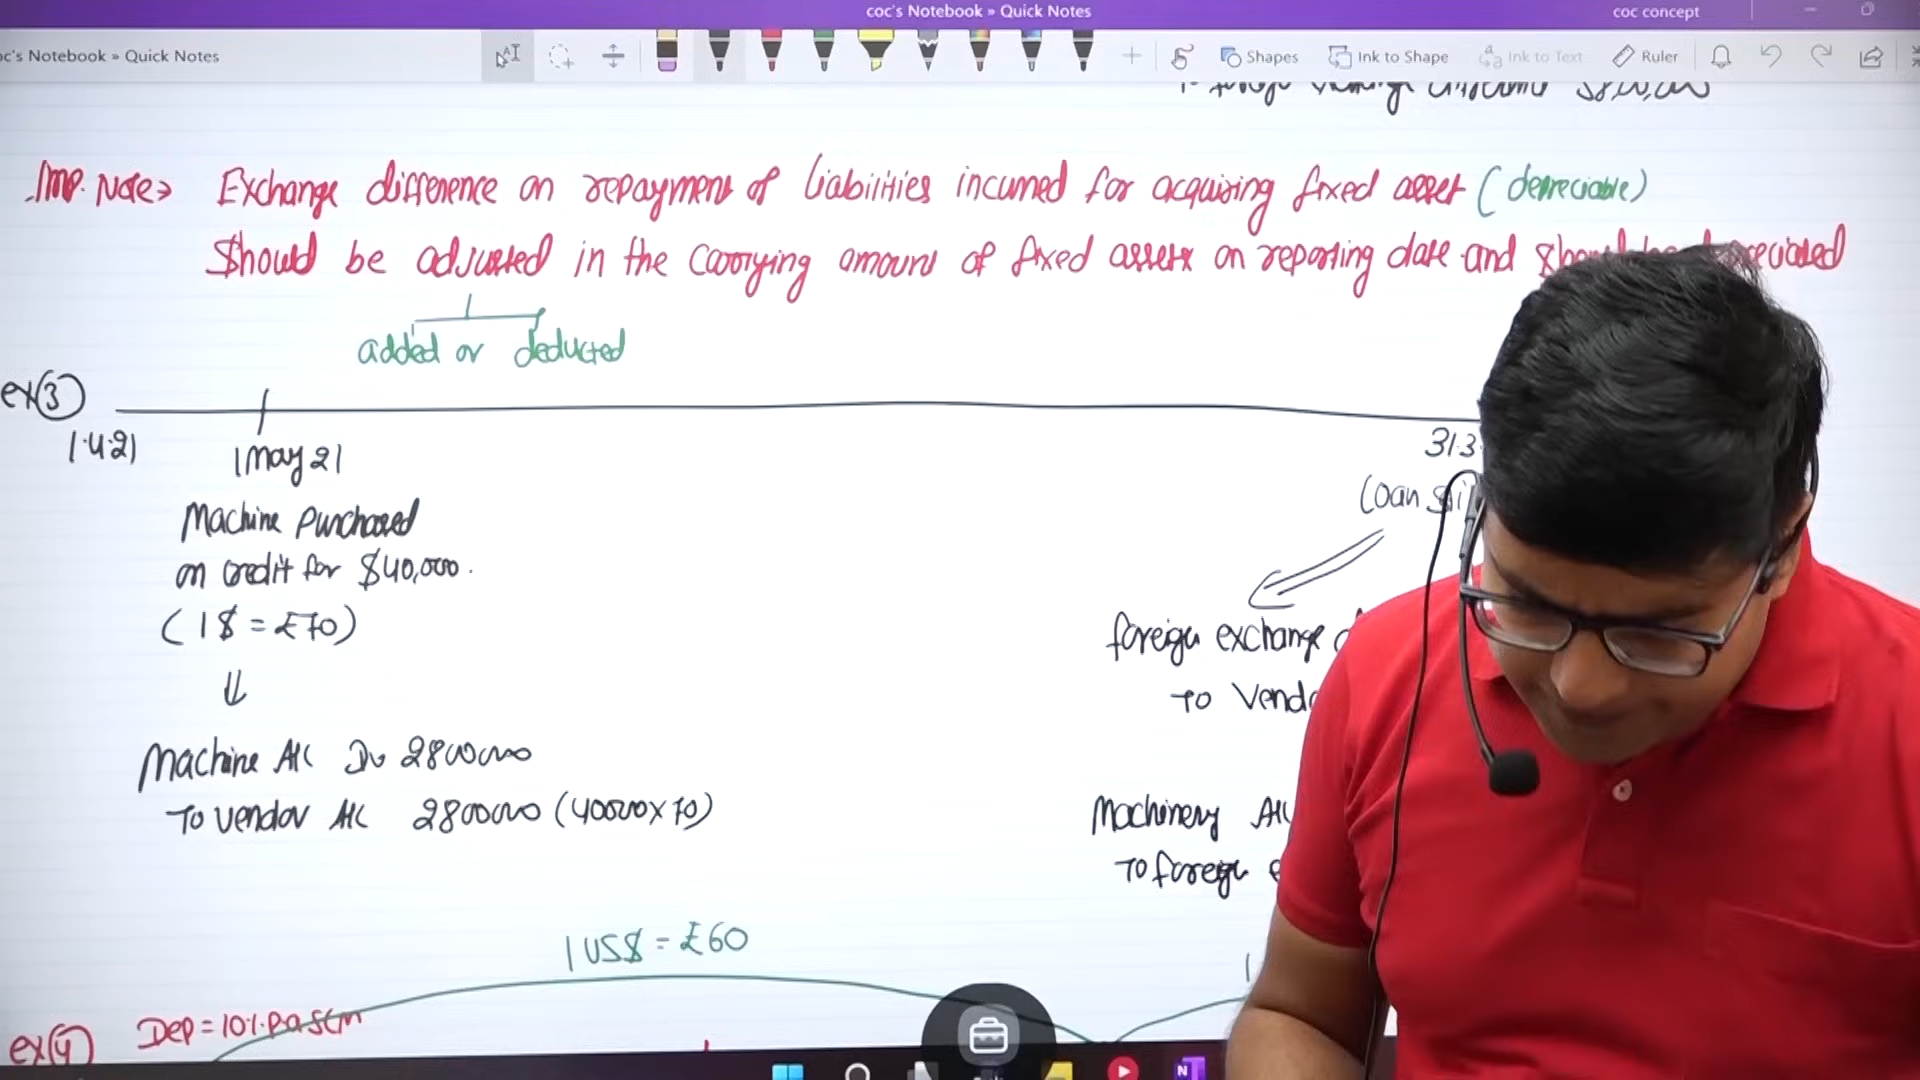 coc's Notebook » Quick Notes
coc concept
oc's Notebook » Quick Notes
Shapes
Ink to Shape
Ink to Text
Ruler
Imp. Note> Exchange difference on repayment of liabilities incurred for acquiring fixed asset (depreciable)
Should be adjusted in the carrying amount of fixed assets on reporting date and
added or deducted
ex(3)
1.4.21
1 May 21
31.3
Machine Purchased
on credit for $40,000.
(1$ = £70)
Loan
foreign exchange
To
Machine A/c Dr 2800000
To vendor A/c 2800000 (40000x70)
Machinery A/c
To foreign
1 US$ = £60
ex(4)
Dep = 10% pa SLM